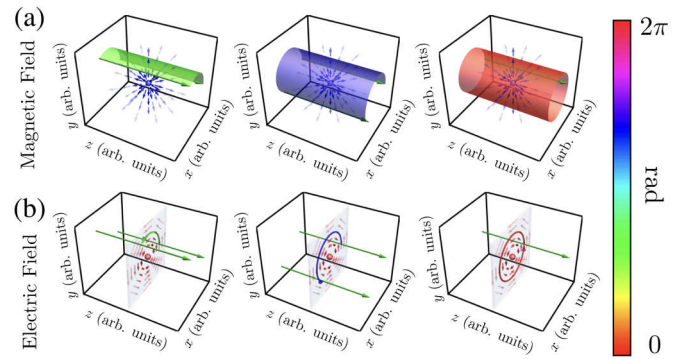 (a)
Magnetic Field
y (arb. units)
z (arb. units)
x (arb. units)
y (arb. units)
z (arb. units)
x (arb. units)
y (arb. units)
z (arb. units)
x (arb. units)
(b)
Electric Field
y (arb. units)
z (arb. units)
x (arb. units)
y (arb. units)
z (arb. units)
x (arb. units)
y (arb. units)
z (arb. units)
x (arb. units)
2π
rad
0